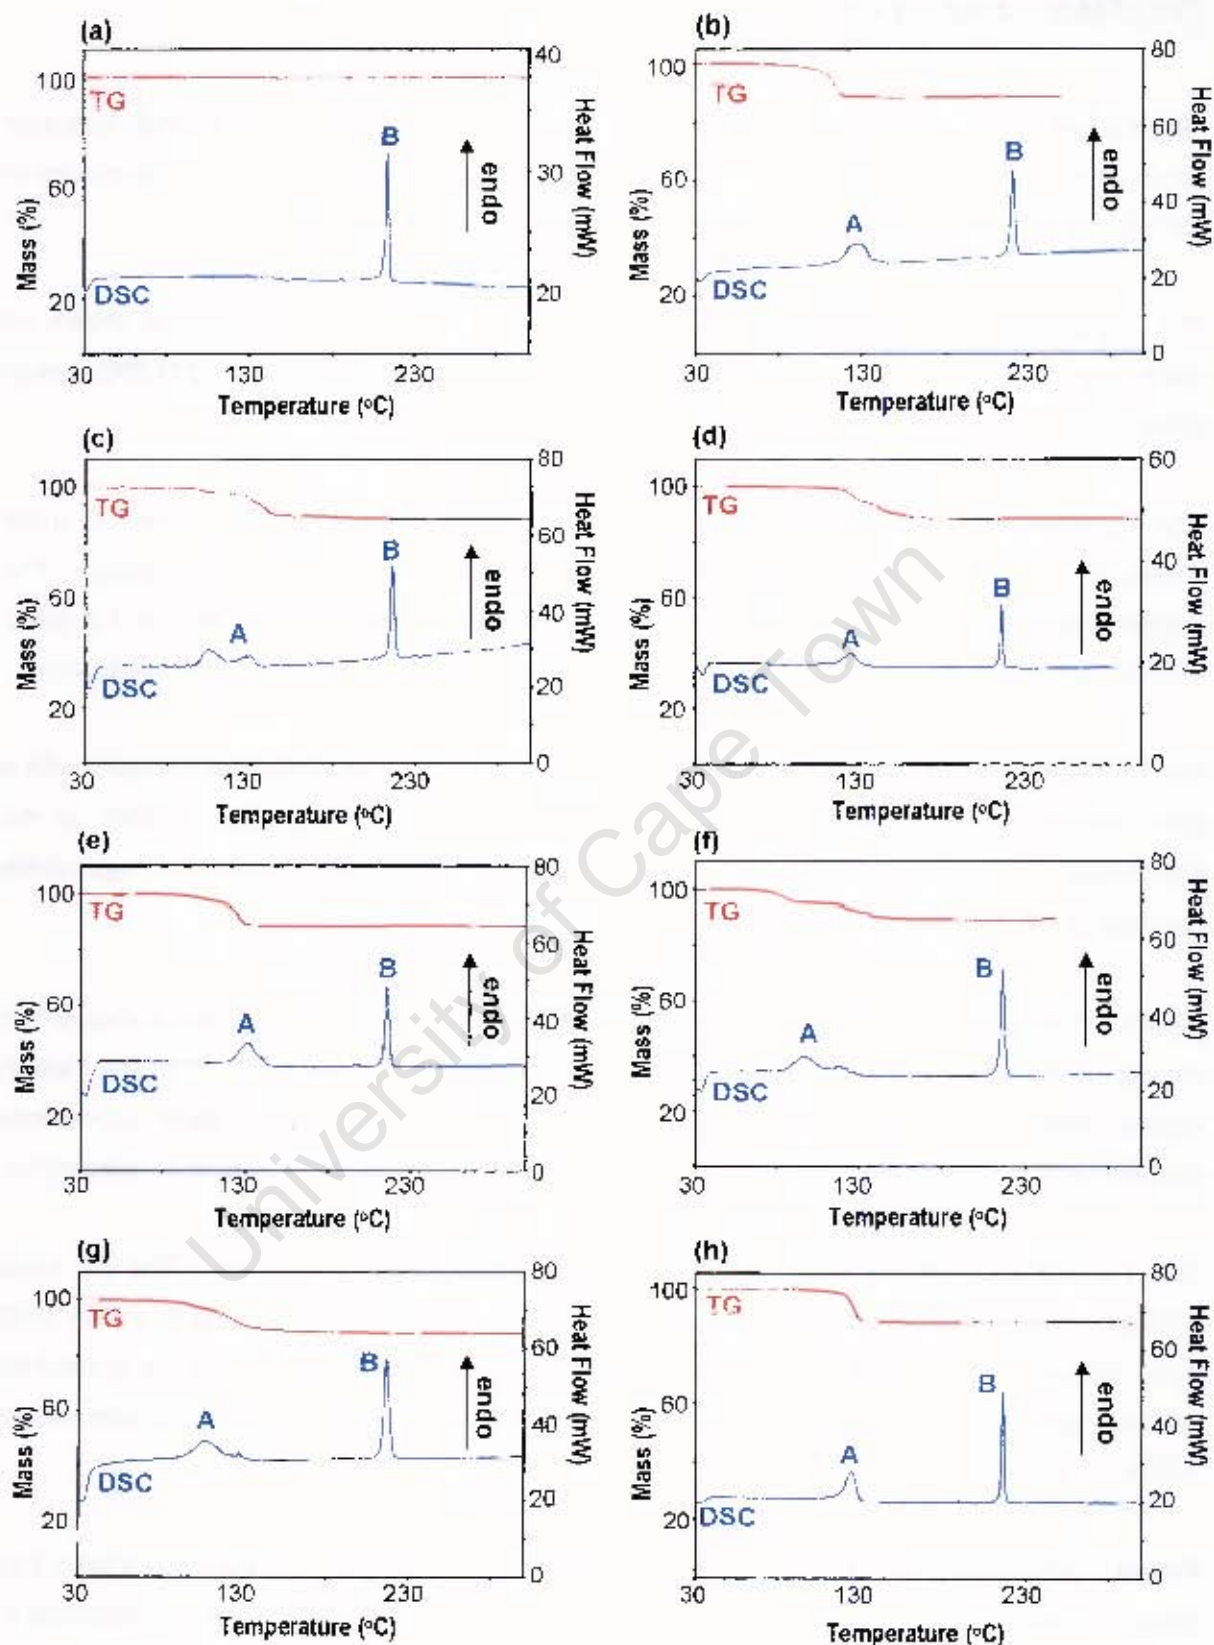 (a)
40
100
TG
B
30
endo
Heat Flow (mW)
60
Mass (%)
DSC
20
20
30
130
230
Temperature (ºC)
(b)
80
100
TG
60
B
endo
Heat Flow (mW)
60
A
40
Mass (%)
20
DSC
20
0
30
130
230
Temperature (ºC)
(c)
80
100
TG
60
B
endo
Heat Flow (mW)
60
A
40
Mass (%)
DSC
20
20
0
30
130
230
Temperature (ºC)
(d)
60
100
TG
40
B
endo
Heat Flow (mW)
60
A
20
Mass (%)
DSC
20
0
30
130
230
Temperature (ºC)
(e)
80
100
TG
60
B
endo
Heat Flow (mW)
60
A
40
Mass (%)
DSC
20
20
0
30
130
230
Temperature (ºC)
(f)
80
100
TG
60
B
endo
Heat Flow (mW)
60
A
40
Mass (%)
DSC
20
20
0
30
130
230
Temperature (ºC)
(g)
80
100
TG
60
B
endo
Heat Flow (mW)
60
A
40
Mass (%)
DSC
20
20
0
30
130
230
Temperature (ºC)
(h)
80
100
TG
60
B
endo
Heat Flow (mW)
60
A
40
Mass (%)
DSC
20
20
0
30
130
230
Temperature (ºC)
University of Cape Town